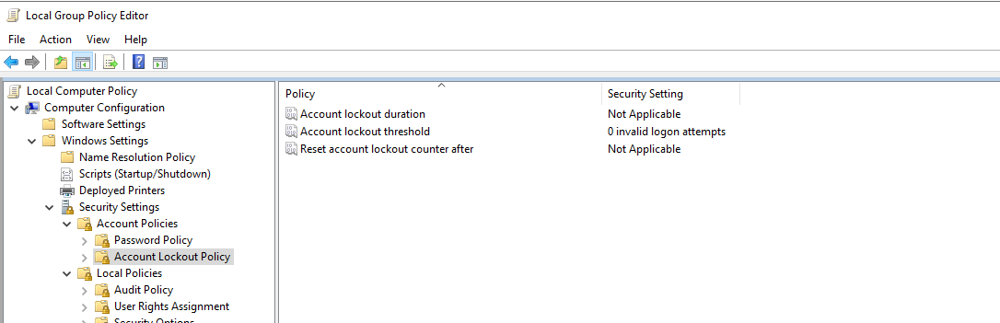 Local Group Policy Editor
File Action View Help
Local Computer Policy
Computer Configuration
Software Settings
Windows Settings
Name Resolution Policy
Scripts (Startup/Shutdown)
Deployed Printers
Security Settings
Account Policies
Password Policy
Account Lockout Policy
Local Policies
Audit Policy
User Rights Assignment
Security Options
Policy Security Setting
Account lockout duration Not Applicable
Account lockout threshold 0 invalid logon attempts
Reset account lockout counter after Not Applicable